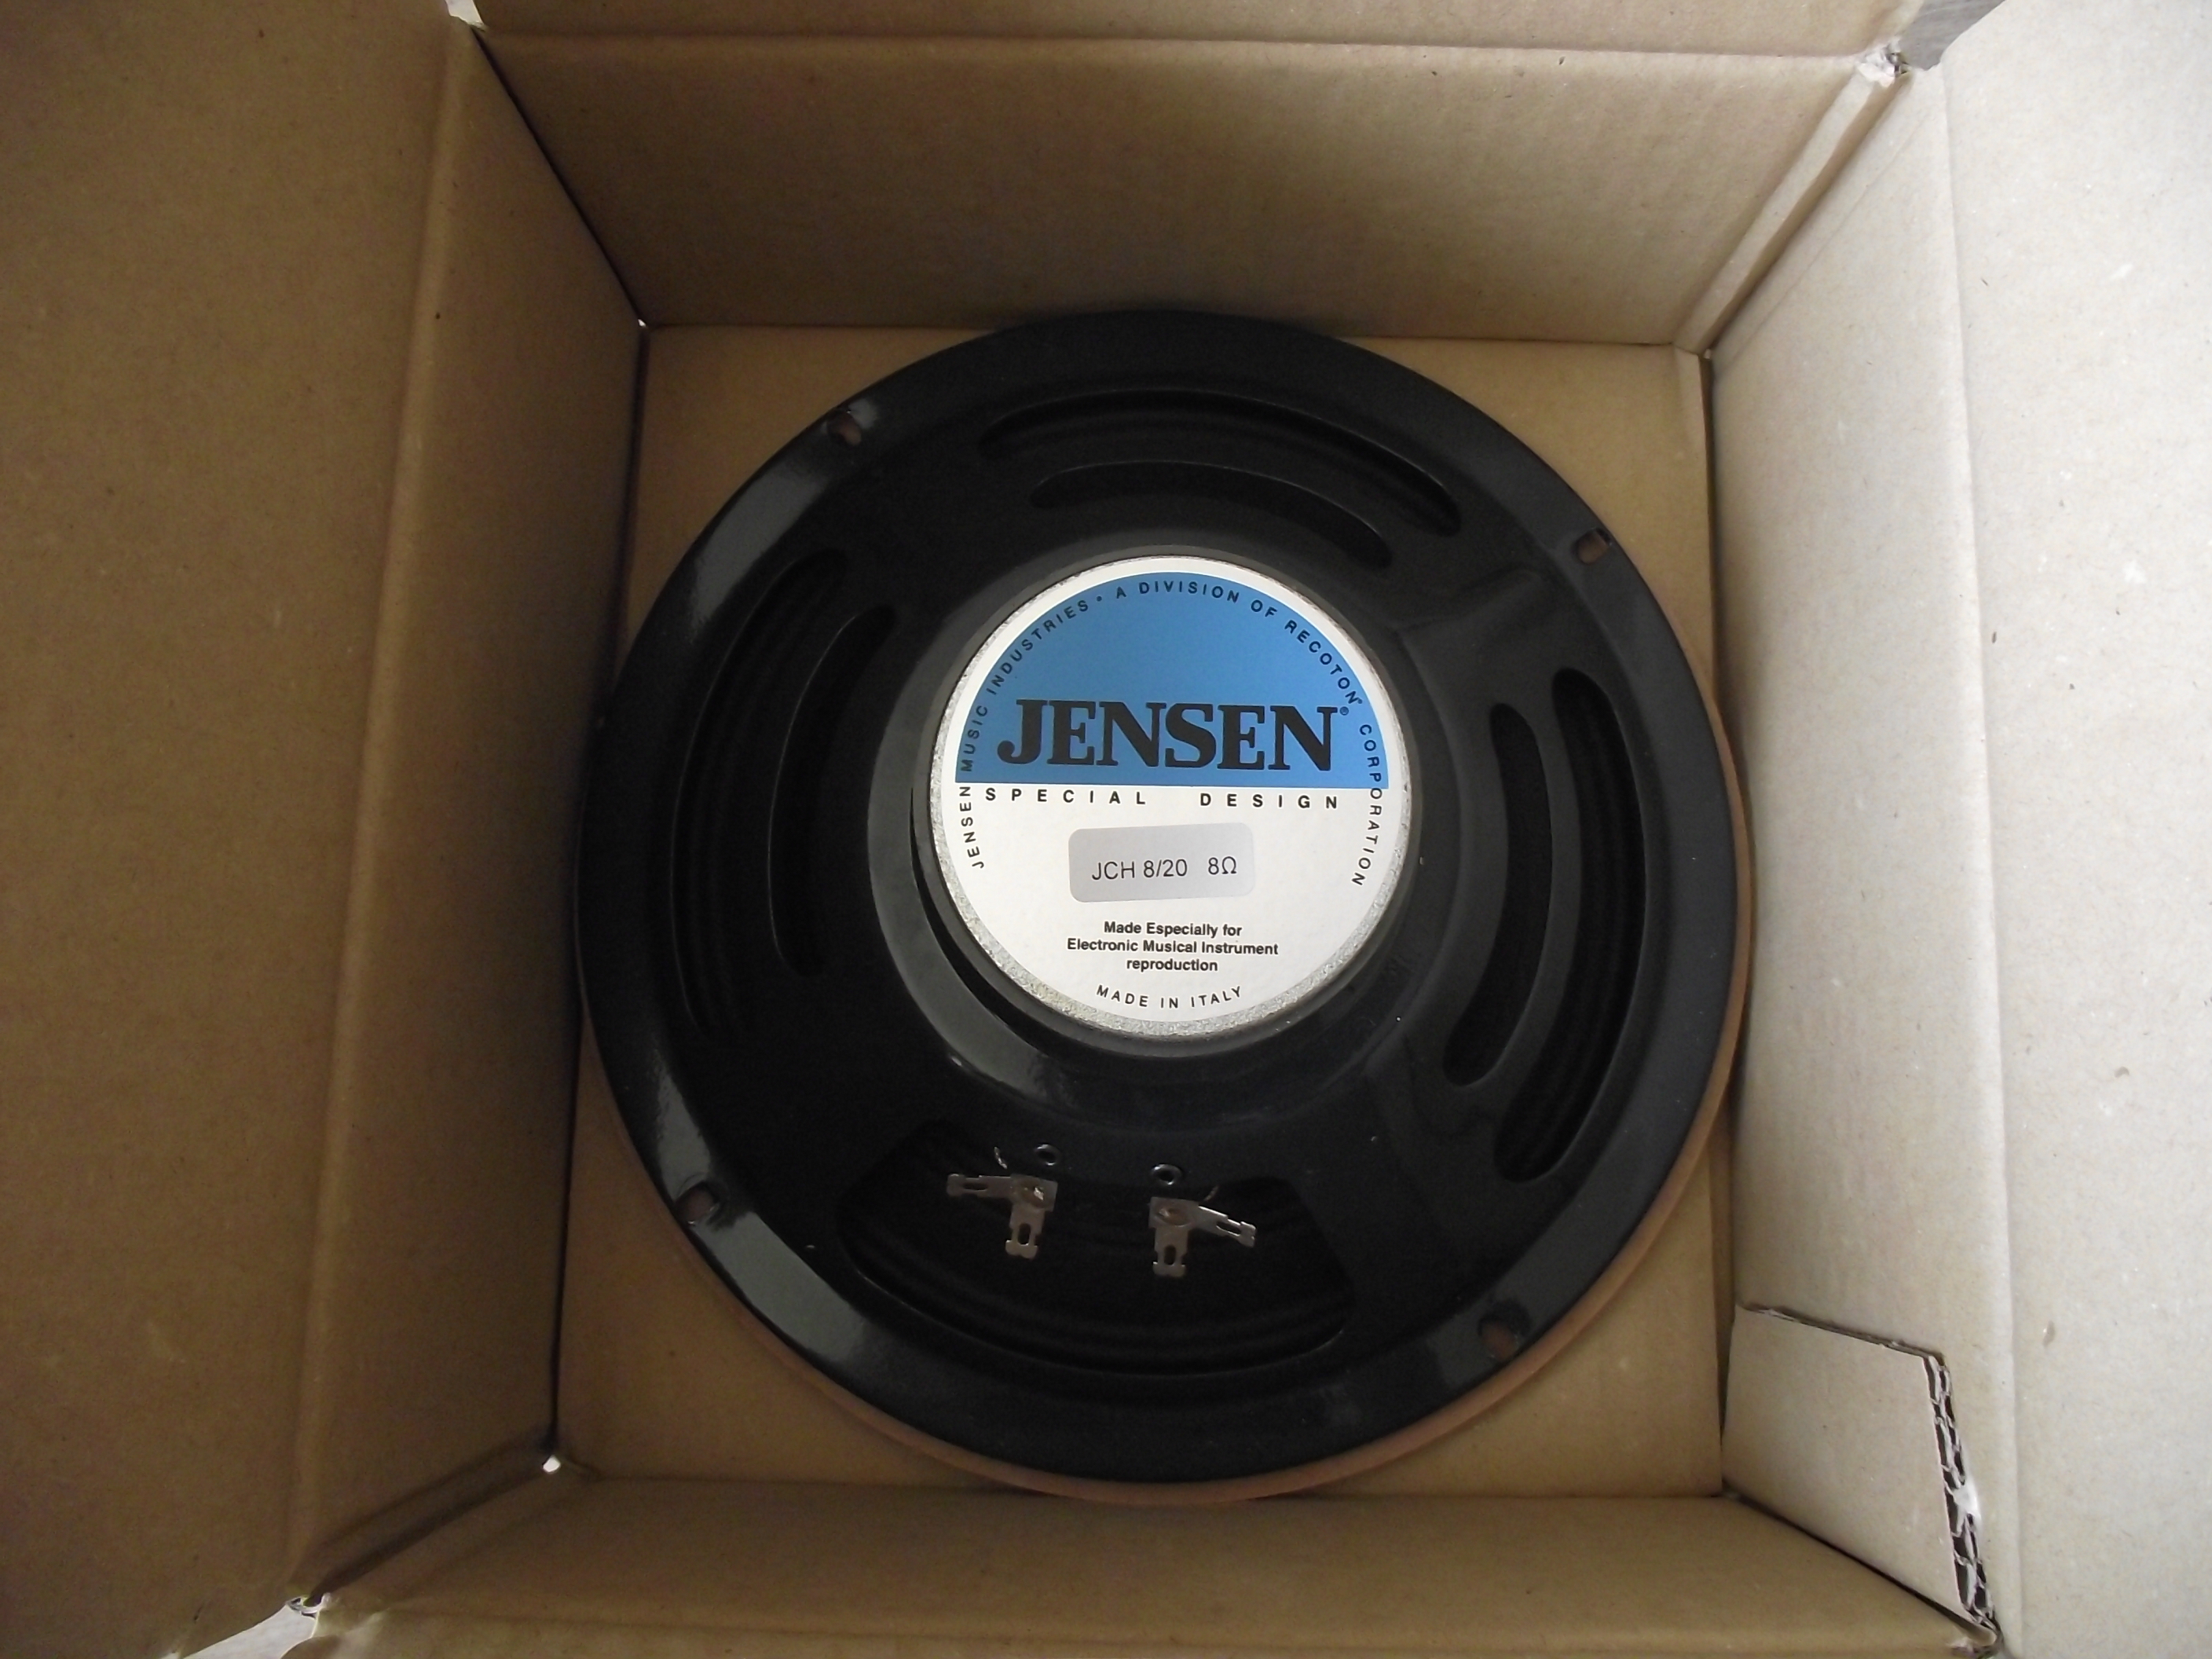 JENSEN MUSIC INDUSTRIES • A DIVISION OF RECOTON® CORPORATION
JENSEN®
SPECIAL DESIGN
JCH 8/20 8Ω
Made Especially for
Electronic Musical Instrument
reproduction
MADE IN ITALY